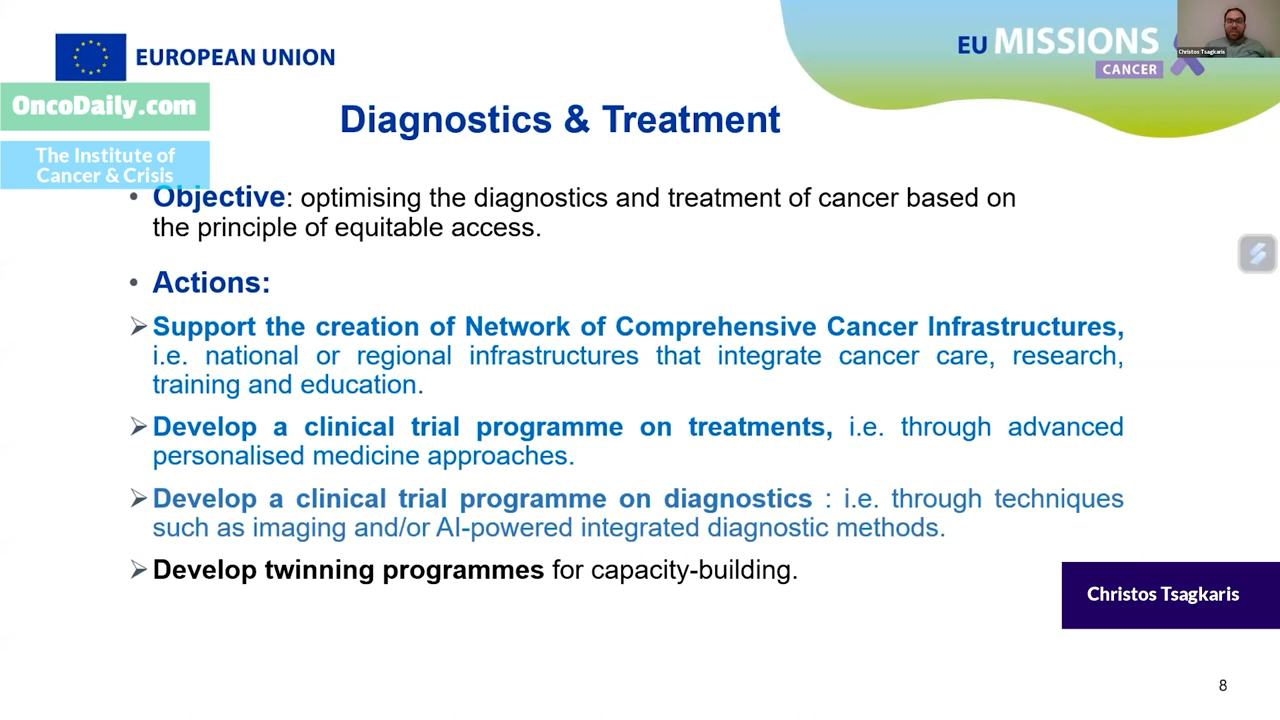 EUROPEAN UNION
EU MISSIONS
CANCER
Christos Tsagkaris
OncoDaily.com
The Institute of
Cancer & Crisis
Diagnostics & Treatment
• Objective: optimising the diagnostics and treatment of cancer based on
the principle of equitable access.
• Actions:
➢ Support the creation of Network of Comprehensive Cancer Infrastructures,
i.e. national or regional infrastructures that integrate cancer care, research,
training and education.
➢ Develop a clinical trial programme on treatments, i.e. through advanced
personalised medicine approaches.
➢ Develop a clinical trial programme on diagnostics : i.e. through techniques
such as imaging and/or AI-powered integrated diagnostic methods.
➢ Develop twinning programmes for capacity-building.
Christos Tsagkaris
8